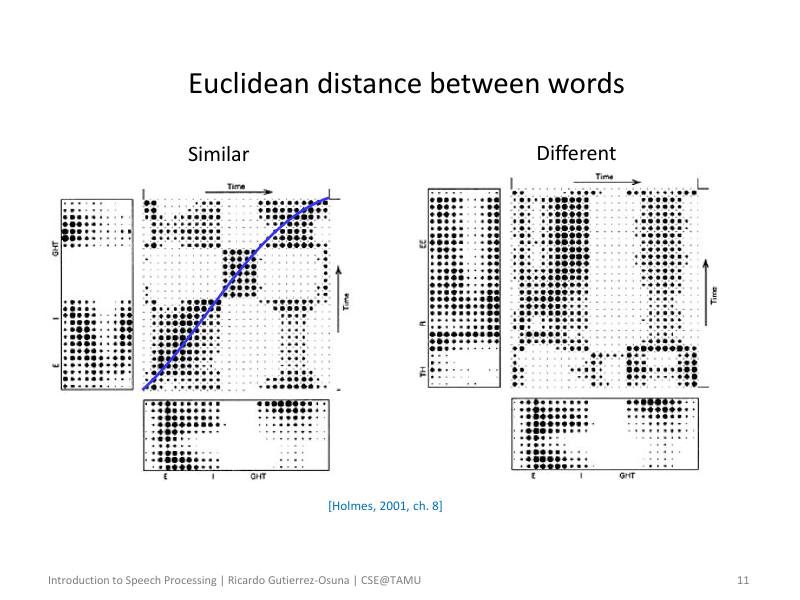 Euclidean distance between words
Similar
Different
Time
Time
GHT
I
E
Time
EE
R
TH
Time
E I GHT
E I GHT
[Holmes, 2001, ch. 8]
Introduction to Speech Processing | Ricardo Gutierrez-Osuna | CSE@TAMU
11